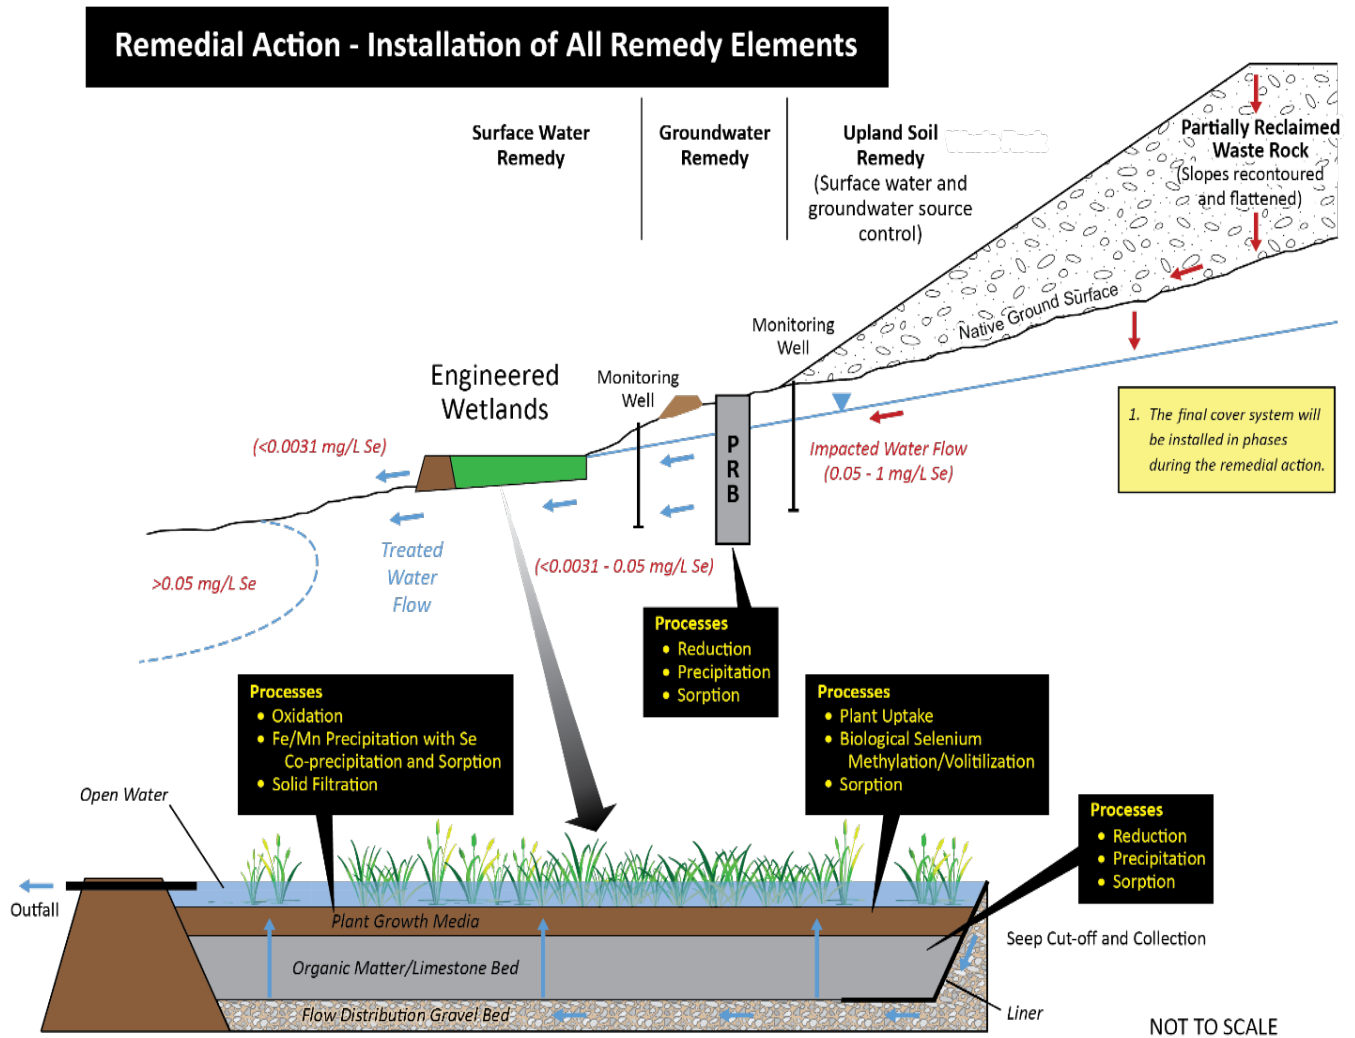 Remedial Action - Installation of All Remedy Elements
Surface Water
Remedy
Groundwater
Remedy
Upland Soil
Remedy
(Surface water and
groundwater source
control)
Partially Reclaimed
Waste Rock
(Slopes recontoured
and flattened)
Native Ground Surface
Monitoring
Well
Monitoring
Well
Engineered
Wetlands
(<0.0031 mg/L Se)
PRB
Impacted Water Flow
(0.05 - 1 mg/L Se)
1. The final cover system will
be installed in phases
during the remedial action.
Treated
Water
Flow
(<0.0031 - 0.05 mg/L Se)
>0.05 mg/L Se
Processes
• Reduction
• Precipitation
• Sorption
Processes
• Oxidation
• Fe/Mn Precipitation with Se
Co-precipitation and Sorption
• Solid Filtration
Processes
• Plant Uptake
• Biological Selenium
Methylation/Volitilization
• Sorption
Processes
• Reduction
• Precipitation
• Sorption
Open Water
Outfall
Plant Growth Media
Organic Matter/Limestone Bed
Flow Distribution Gravel Bed
Seep Cut-off and Collection
Liner
NOT TO SCALE